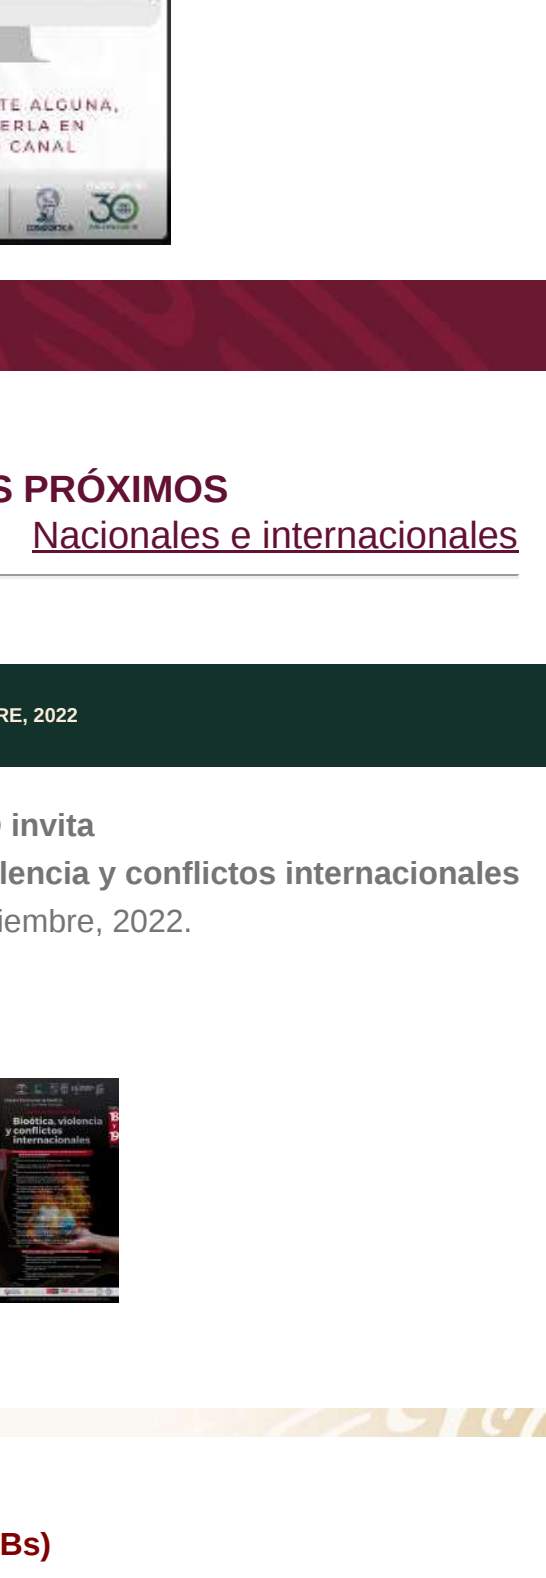 TE ALGUNA,
ERLA EN
CANAL
30
S PRÓXIMOS
Nacionales e internacionales
RE, 2022
invita
lencia y conflictos internacionales
iembre, 2022.
Bioética, violencia
y conflictos
internacionales
Bs)